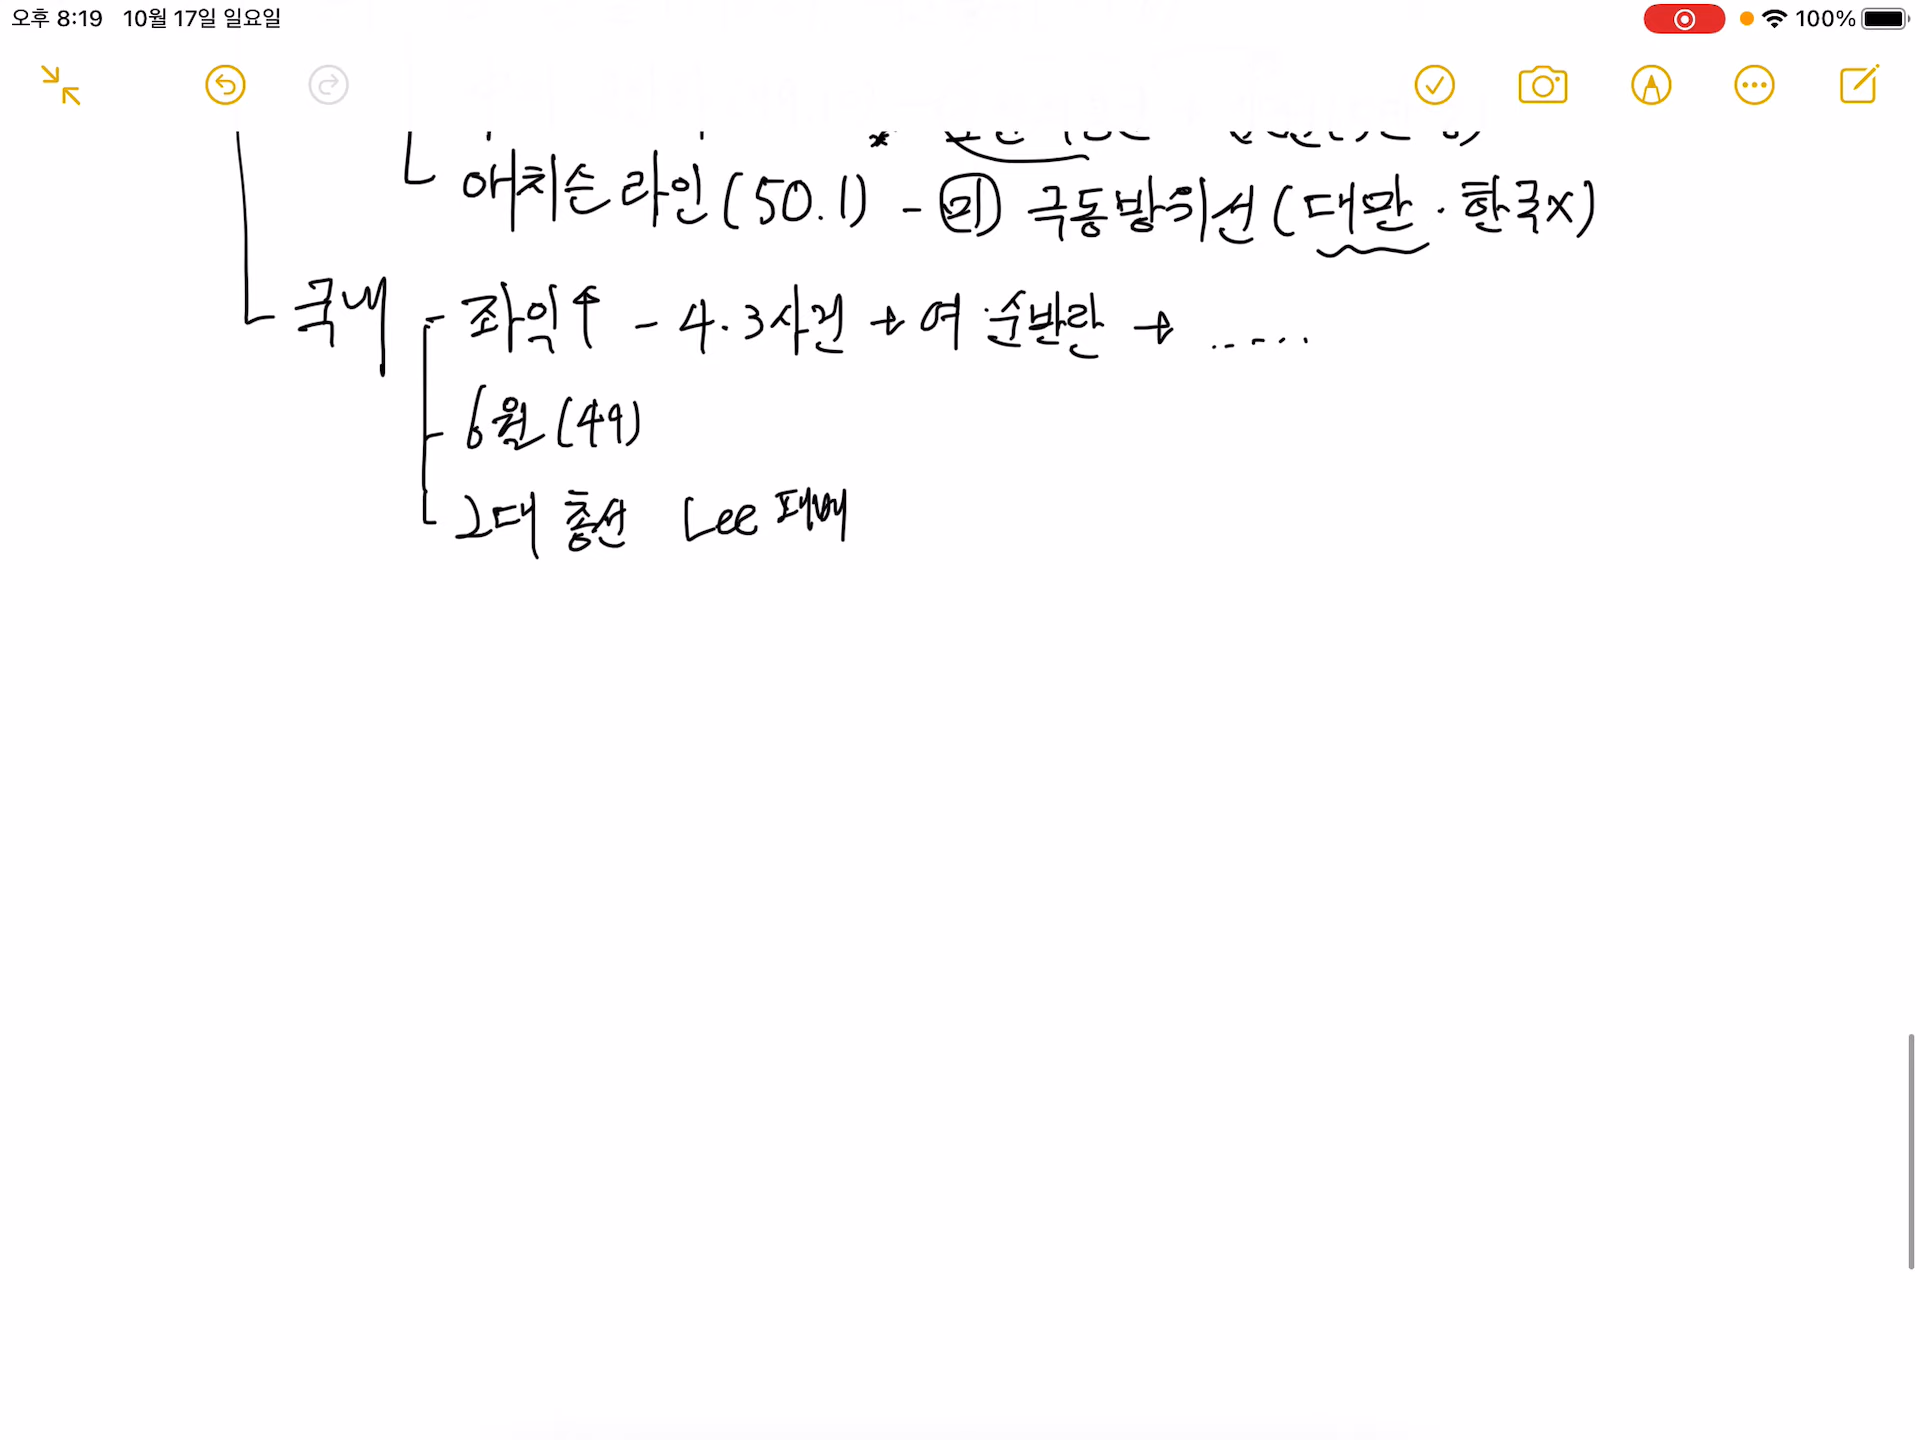 오후 8:19 10월 17일 일요일 100%
애치슨 라인(50.1) - 미 극동방위선(대만·한국X)
국내 좌익↑ - 4.3사건 → 여·순반란 → ......
6월(49)
2대 총선 Lee 패배